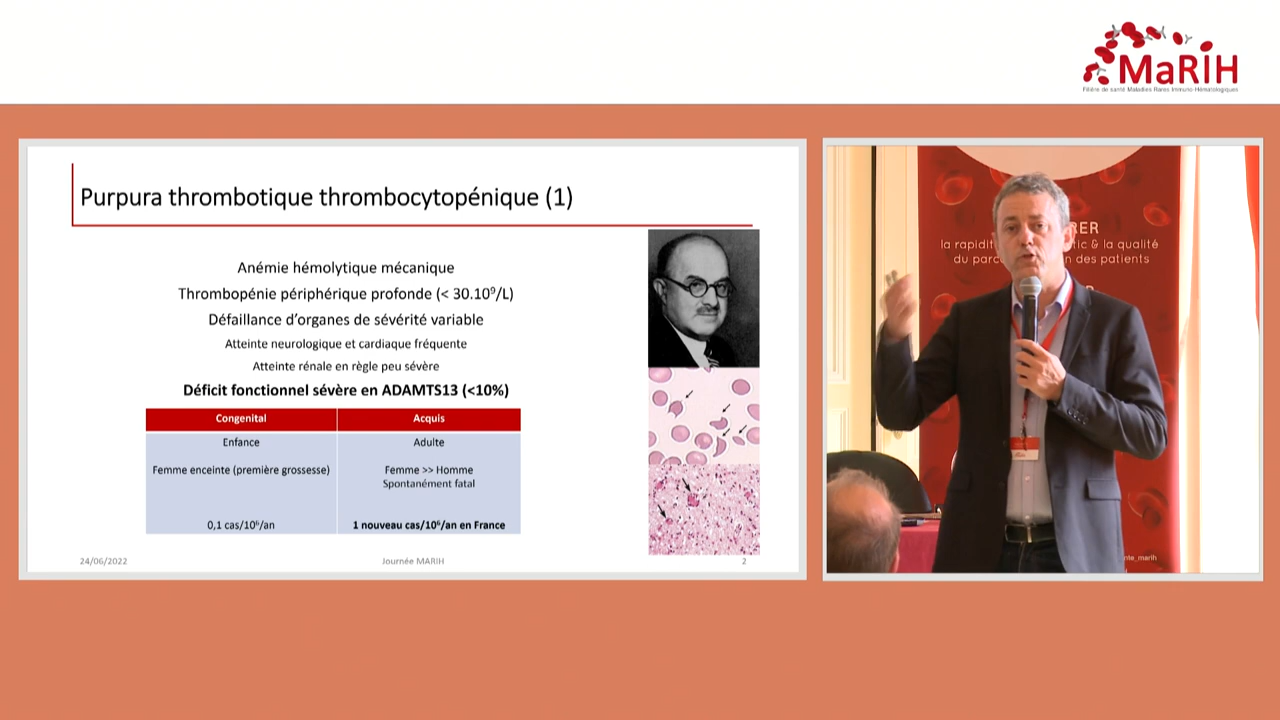 MaRIH
Filière de santé Maladies Rares Immuno-Hématologiques
Purpura thrombotique thrombocytopénique (1)
Anémie hémolytique mécanique
Thrombopénie périphérique profonde (< 30.10⁹/L)
Défaillance d’organes de sévérité variable
Atteinte neurologique et cardiaque fréquente
Atteinte rénale en règle peu sévère
Déficit fonctionnel sévère en ADAMTS13 (<10%)
Congenital
Acquis
Enfance
Adulte
Femme enceinte (première grossesse)
Femme >> Homme
Spontanément fatal
0,1 cas/10⁶/an
1 nouveau cas/10⁶/an en France
24/06/2022
Journée MARIH
2
RER
la rapidit tic & la qualité
du parc n des patients
nte_marih